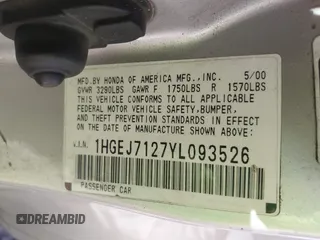 MFD.BY HONDA OF AMERICA MFG.,INC. 5/00
GVWR 3290LBS GAWR F 1750LBS R 1570LBS
THIS VEHICLE CONFORMS TO ALL APPLICABLE
FEDERAL MOTOR VEHICLE SAFETY,BUMPER,
AND THEFT PREVENTION STANDARDS IN EFFECT
ON THE DATE OF MANUFACTURE SHOWN ABOVE.
V.I.N. 1HGEJ7127YL093526
PASSENGER CAR
DREAMBID